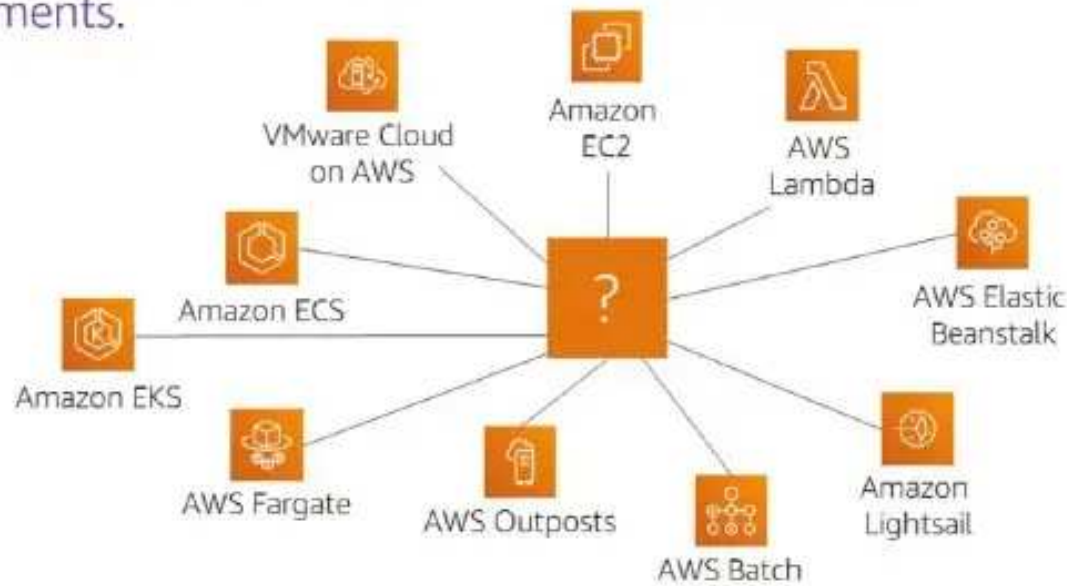 ments.
VMware Cloud
on AWS
Amazon
EC2
AWS
Lambda
Amazon ECS
?
AWS Elastic
Beanstalk
Amazon EKS
AWS Fargate
AWS Outposts
AWS Batch
Amazon
Lightsail